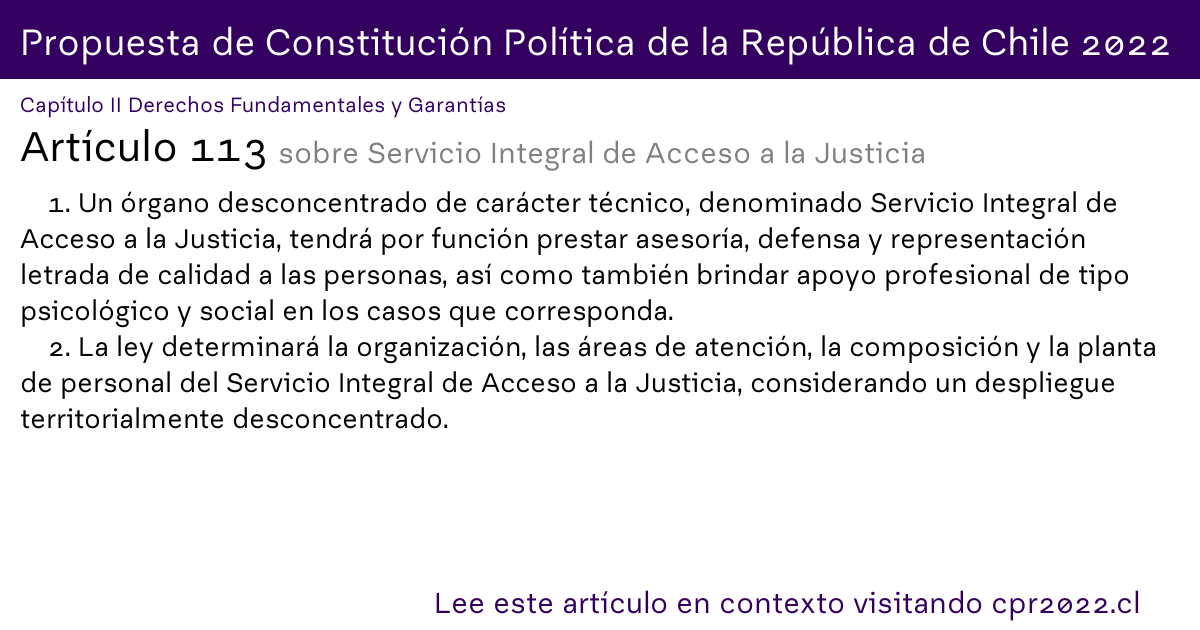 Propuesta de Constitución Política de la República de Chile 2022
Capítulo II Derechos Fundamentales y Garantías
Artículo 113 sobre Servicio Integral de Acceso a la Justicia
1. Un órgano desconcentrado de carácter técnico, denominado Servicio Integral de
Acceso a la Justicia, tendrá por función prestar asesoría, defensa y representación
letrada de calidad a las personas, así como también brindar apoyo profesional de tipo
psicológico y social en los casos que corresponda.
2. La ley determinará la organización, las áreas de atención, la composición y la planta
de personal del Servicio Integral de Acceso a la Justicia, considerando un despliegue
territorialmente desconcentrado.
Lee este artículo en contexto visitando cpr2022.cl